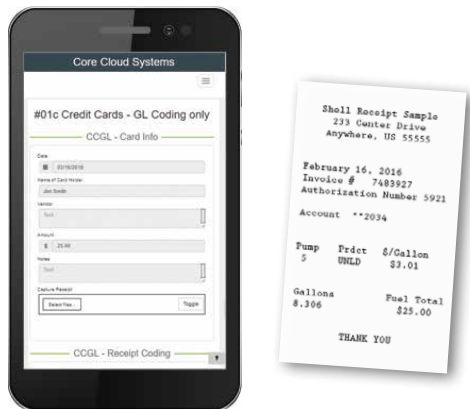 Core Cloud Systems
#01c Credit Cards - GL Coding only
CCGL - Card Info
Date
03/16/2016
Name of Card Holder
Joe Smith
Vendor
Text
Amount
$ 25.00
Notes
Text
Capture Receipt
Select files...
Toggle
CCGL - Receipt Coding
Shell Receipt Sample
233 Center Drive
Anywhere, US 55555
February 16, 2016
Invoice # 7483927
Authorization Number 5921
Account **2034
Pump Prdct $/Gallon
5 UNLD $3.01
Gallons Fuel Total
8.306 $25.00
THANK YOU